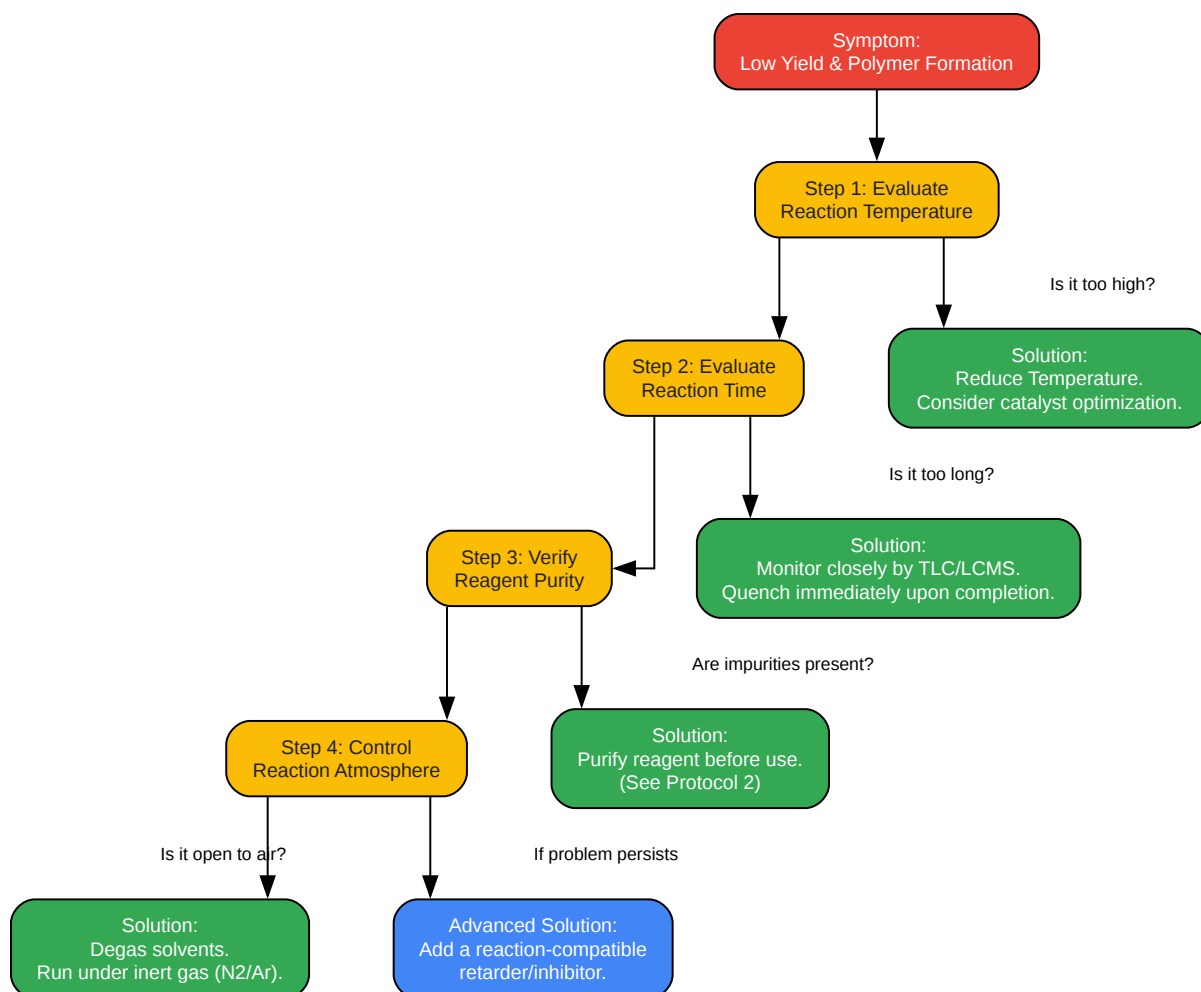 Symptom:
Low Yield & Polymer Formation
Step 1: Evaluate
Reaction Temperature
Is it too high?
Step 2: Evaluate
Reaction Time
Solution:
Reduce Temperature.
Consider catalyst optimization.
Is it too long?
Step 3: Verify
Reagent Purity
Solution:
Monitor closely by TLC/LCMS.
Quench immediately upon completion.
Are impurities present?
Step 4: Control
Reaction Atmosphere
Solution:
Purify reagent before use.
(See Protocol 2)
Is it open to air?
If problem persists
Solution:
Degas solvents.
Run under inert gas (N2/Ar).
Advanced Solution:
Add a reaction-compatible
retarder/inhibitor.